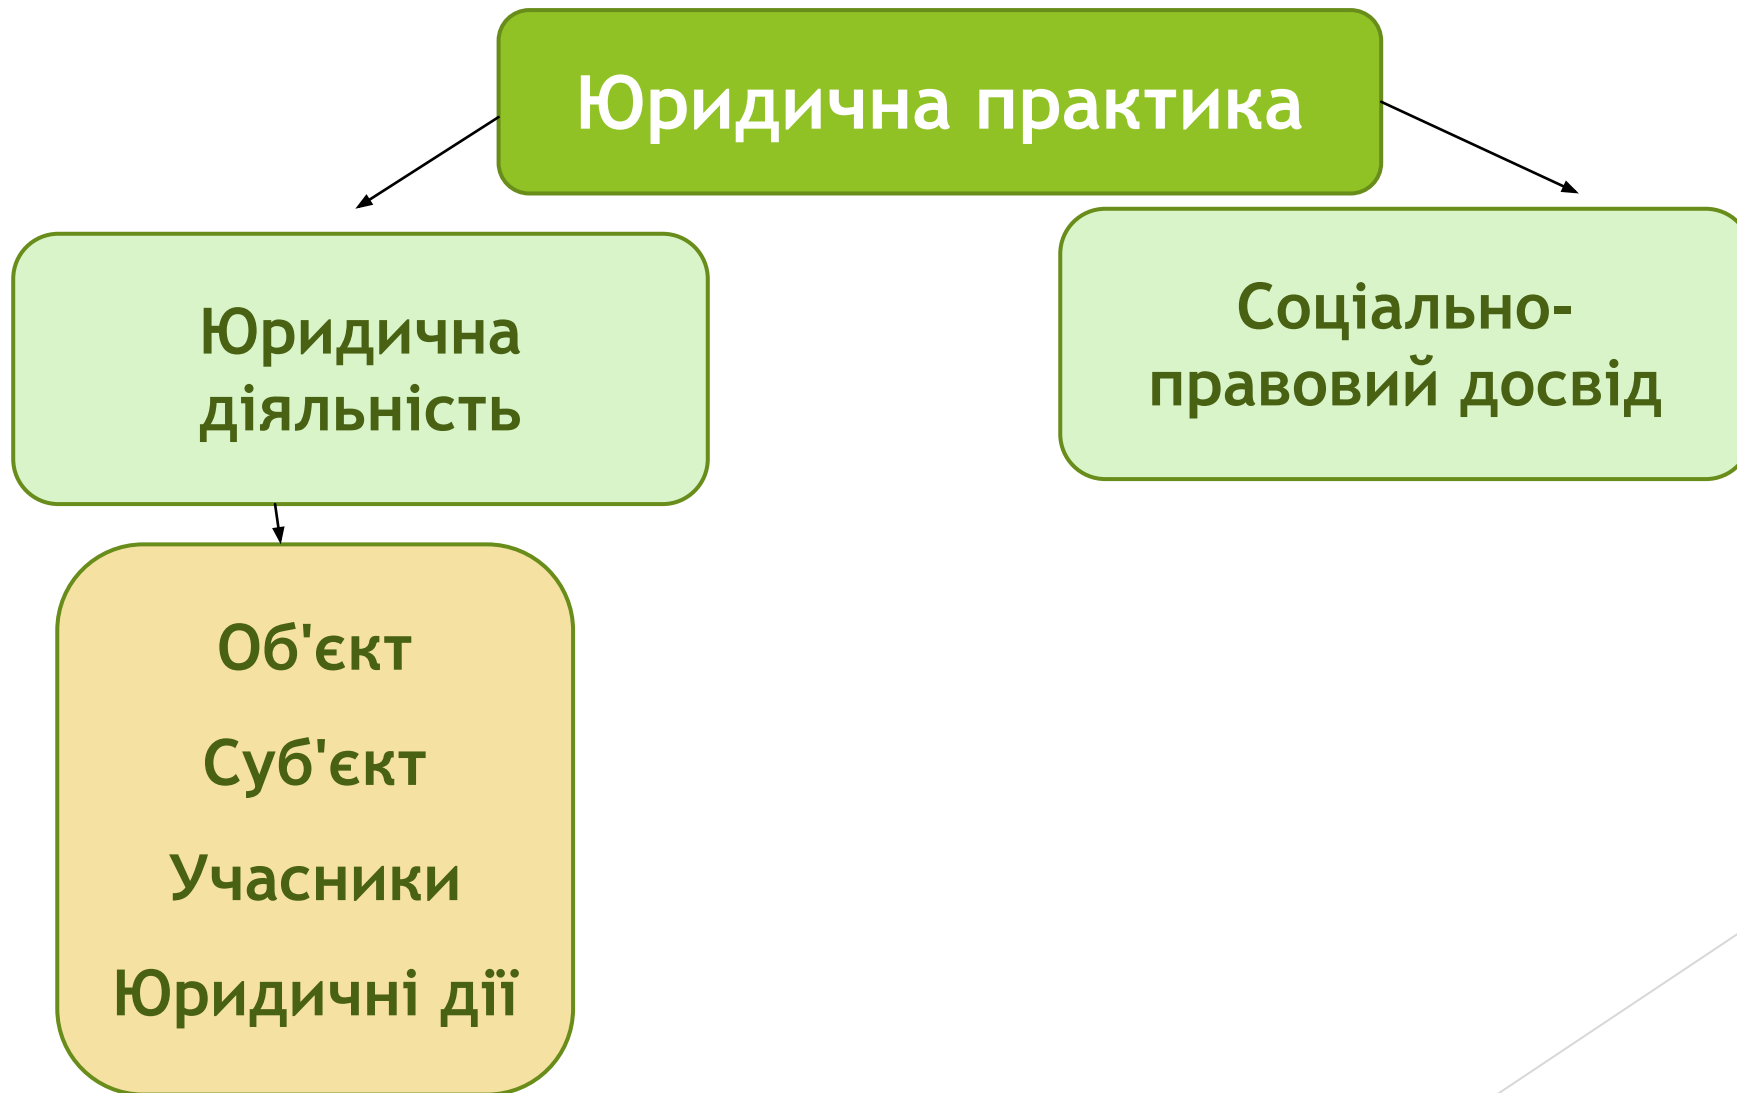 Юридична практика
Юридична
діяльність
Соціально-
правовий досвід
Об'єкт
Суб'єкт
Учасники
Юридичні дії